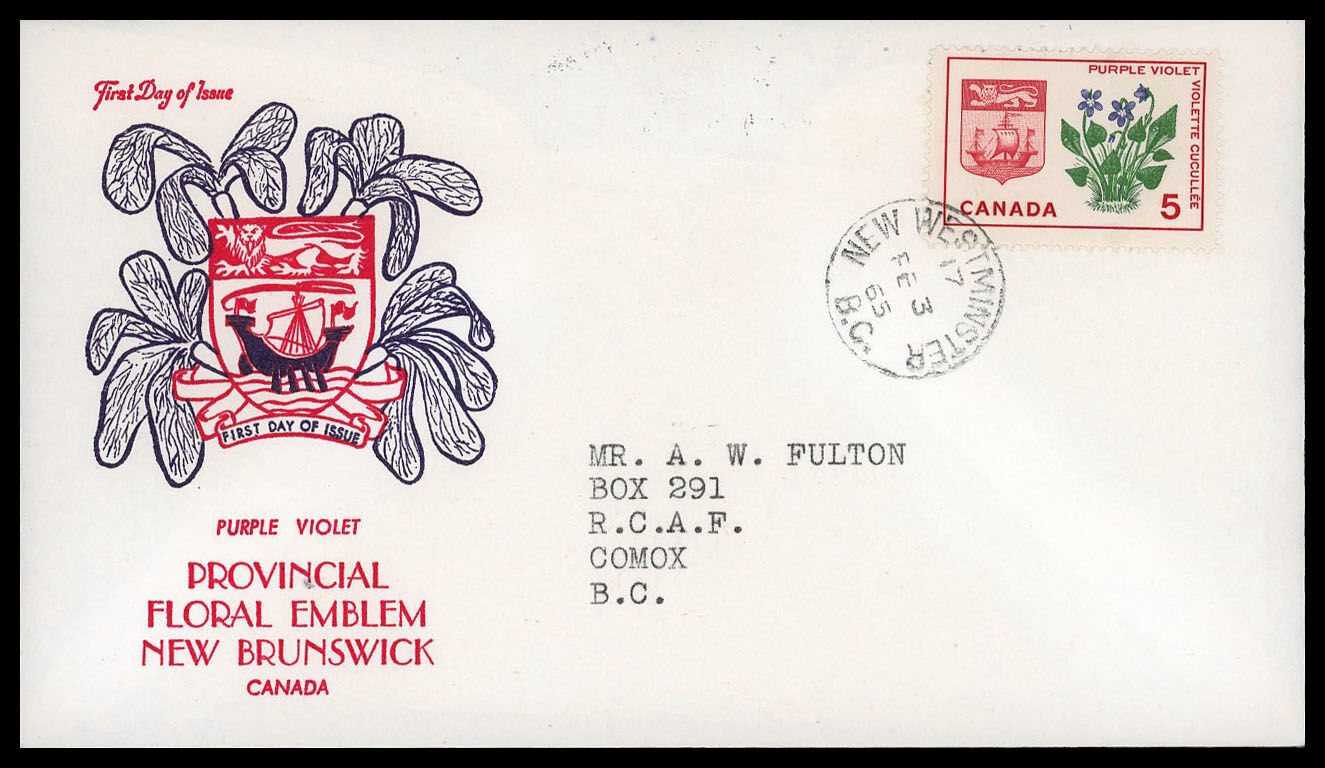 First Day of Issue
FIRST DAY OF ISSUE
PURPLE VIOLET
PROVINCIAL
FLORAL EMBLEM
NEW BRUNSWICK
CANADA
PURPLE VIOLET
VIOLETTE CUCULLÉE
CANADA 5
NEW WESTMINSTER
17
FE 3
65
B.C.
MR. A. W. FULTON
BOX 291
R.C.A.F.
COMOX
B.C.